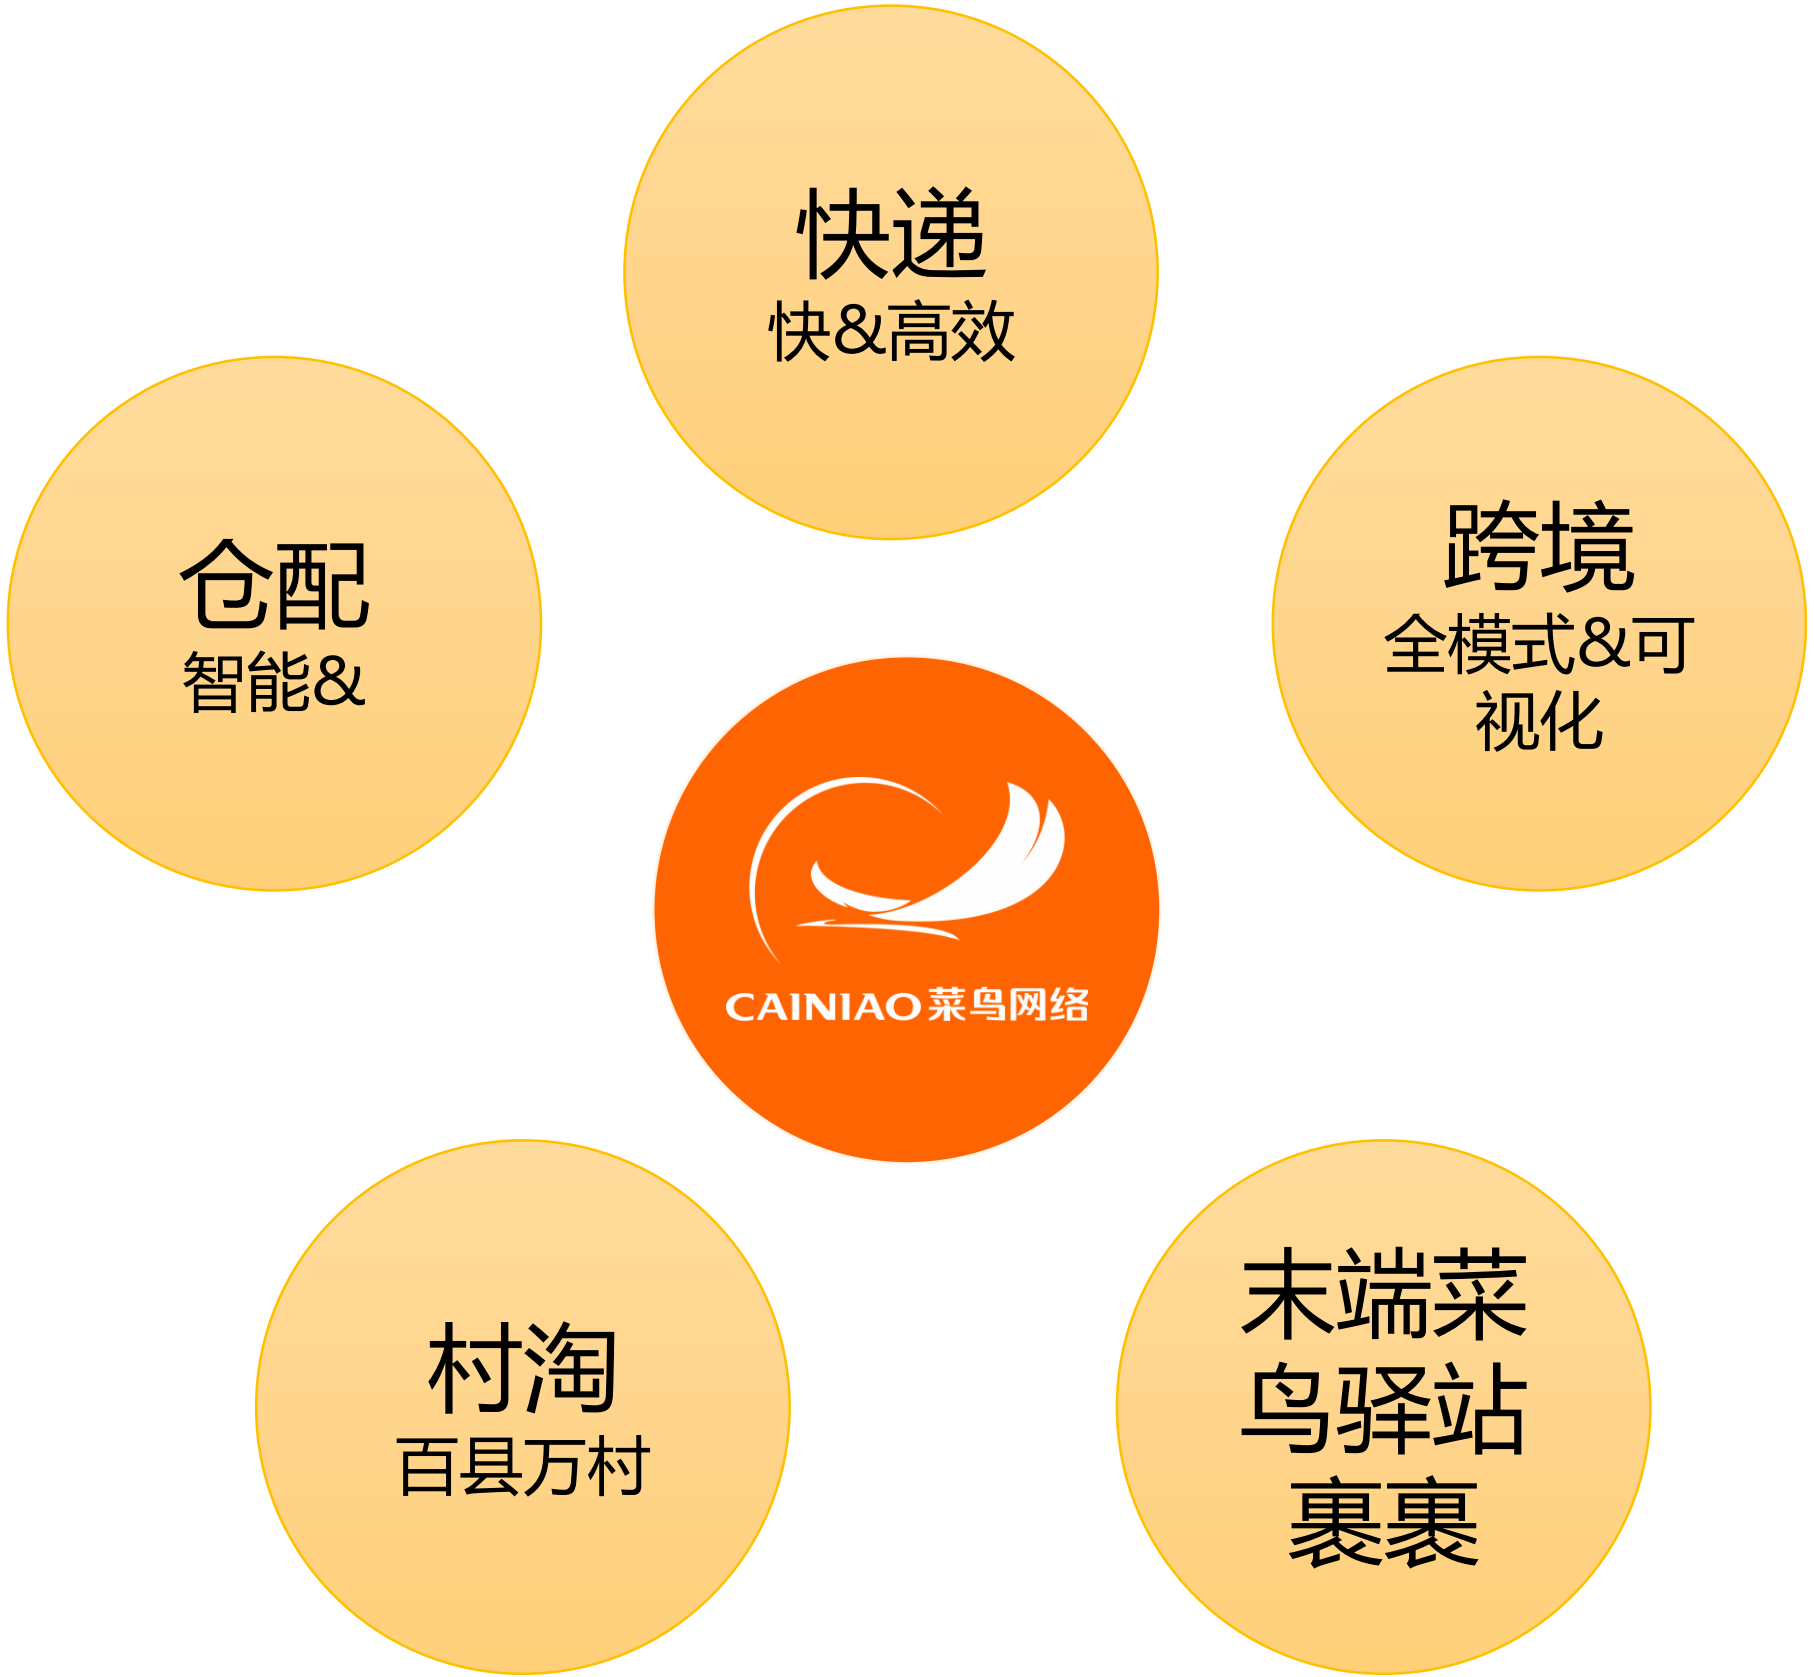 快递
快&高效
仓配
智能&
跨境
全模式&可
视化
CAINIAO菜鸟网络
村淘
百县万村
末端菜
鸟驿站
裹裹